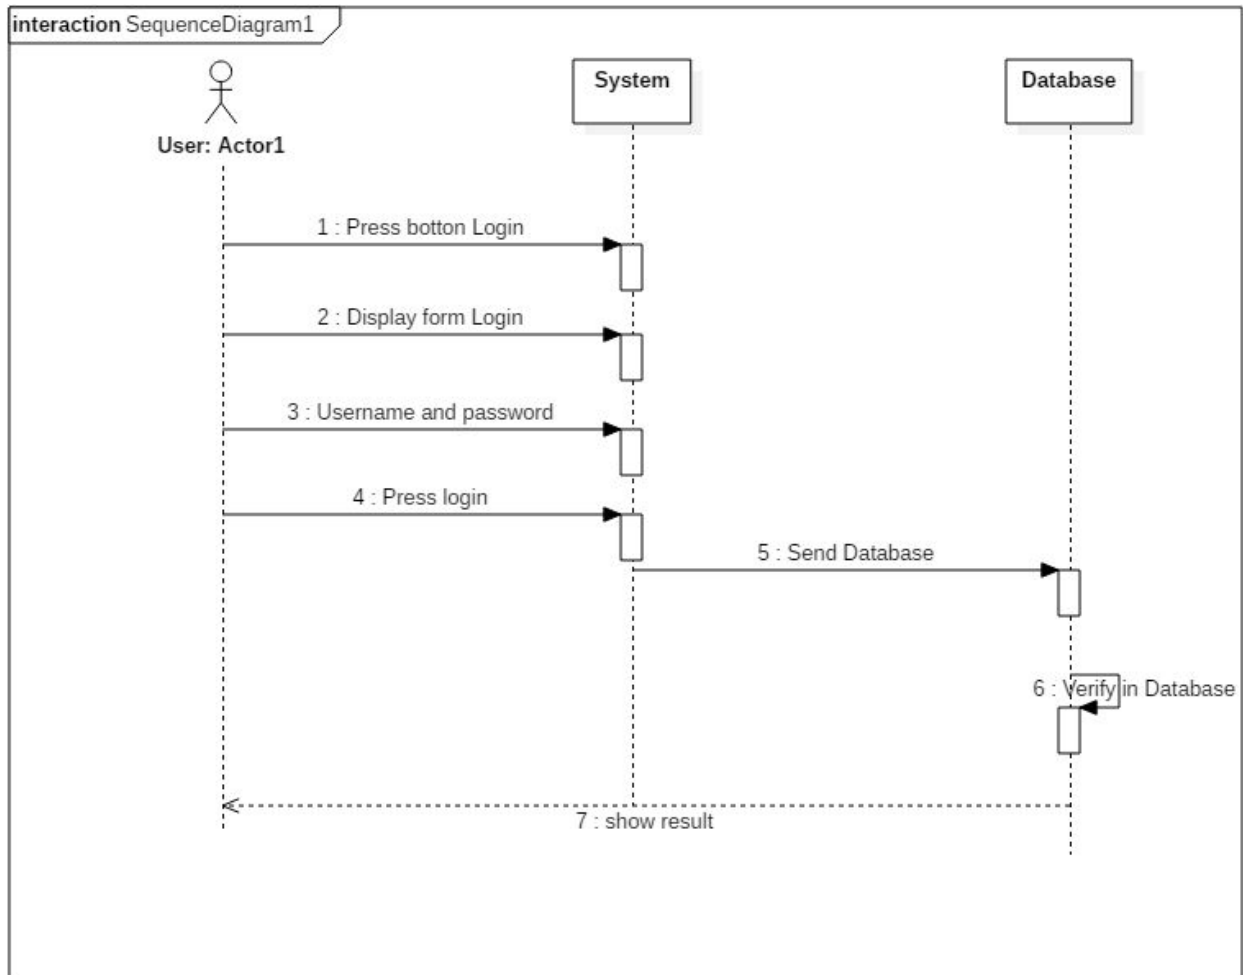 interaction SequenceDiagram1
System
Database
User: Actor1
1 : Press botton Login
2 : Display form Login
3 : Username and password
4 : Press login
5 : Send Database
6 : Verify in Database
7 : show result